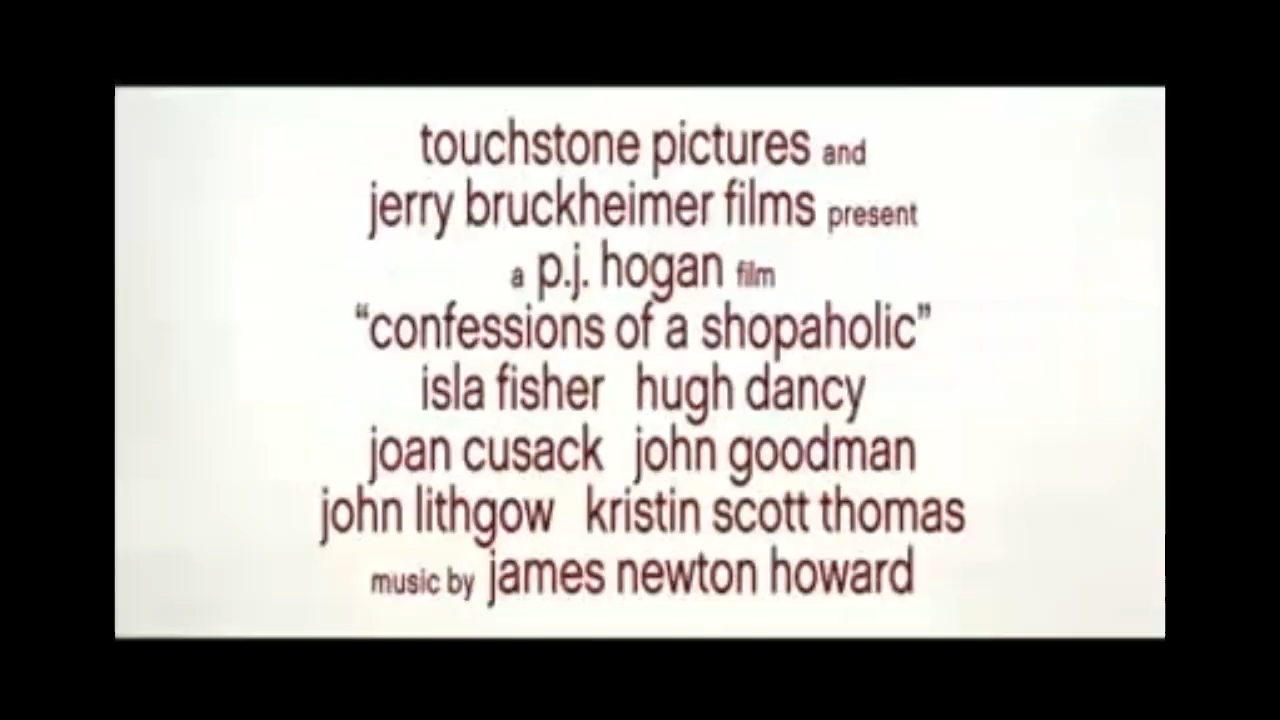 touchstone pictures and
jerry bruckheimer films present
a p.j. hogan film
“confessions of a shopaholic”
isla fisher hugh dancy
joan cusack john goodman
john lithgow kristin scott thomas
music by james newton howard